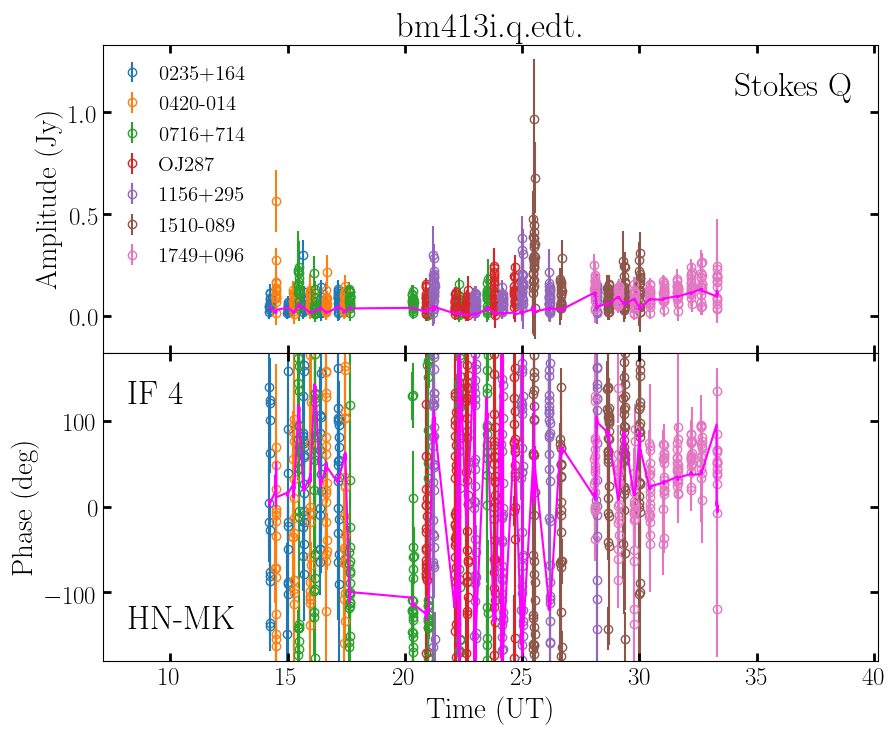 bm413i.q.edt.
Stokes Q
0235+164
0420-014
0716+714
OJ287
1156+295
1510-089
1749+096
Amplitude (Jy)
1.0
0.5
0.0
IF 4
HN-MK
Phase (deg)
100
0
−100
10 15 20 25 30 35 40
Time (UT)